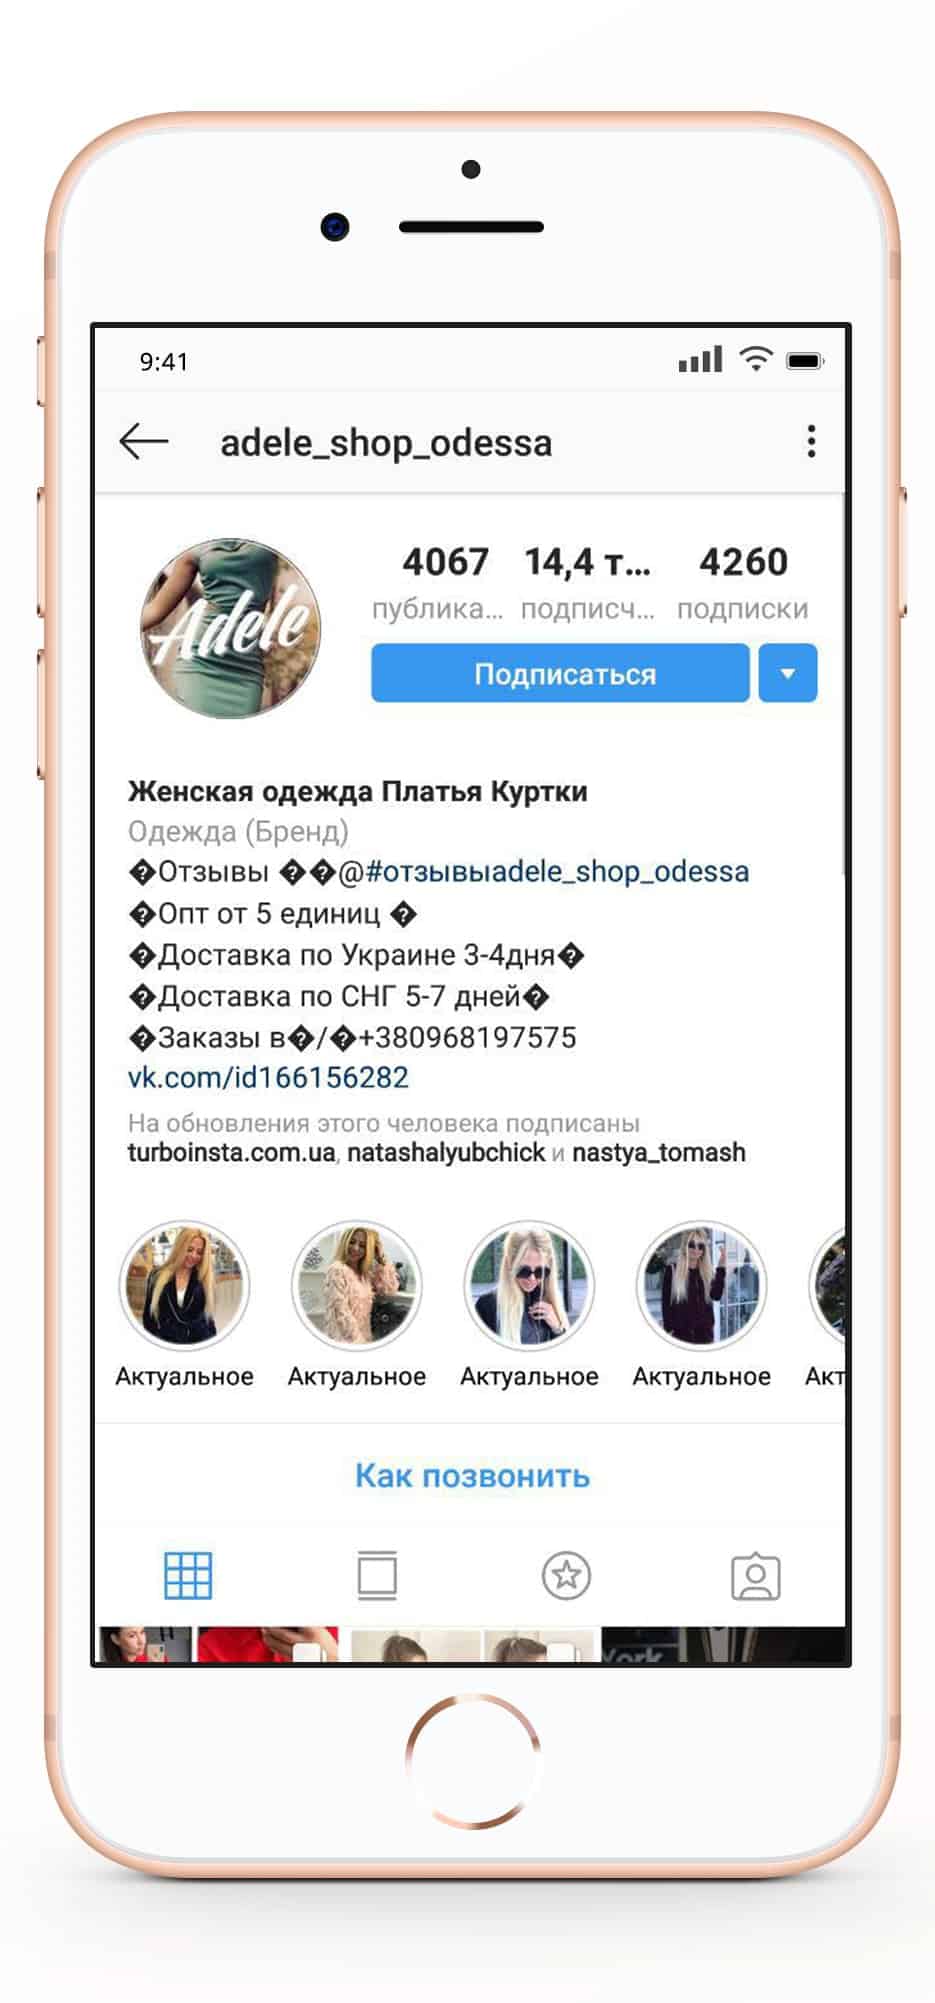 9:41
adele_shop_odessa
Adele
4067 14,4 т... 4260
публика... подписч... подписки
Подписаться
Женская одежда Платья Куртки
Одежда (Бренд)
�Отзывы ��@#отзывыadele_shop_odessa
�Опт от 5 единиц �
�Доставка по Украине 3-4дня�
�Доставка по СНГ 5-7 дней�
�Заказы в�/�+380968197575
vk.com/id166156282
На обновления этого человека подписаны
turboinsta.com.ua, natashalyubchick и nastya_tomash
Актуальное Актуальное Актуальное Актуальное Акт
Как позвонить
York